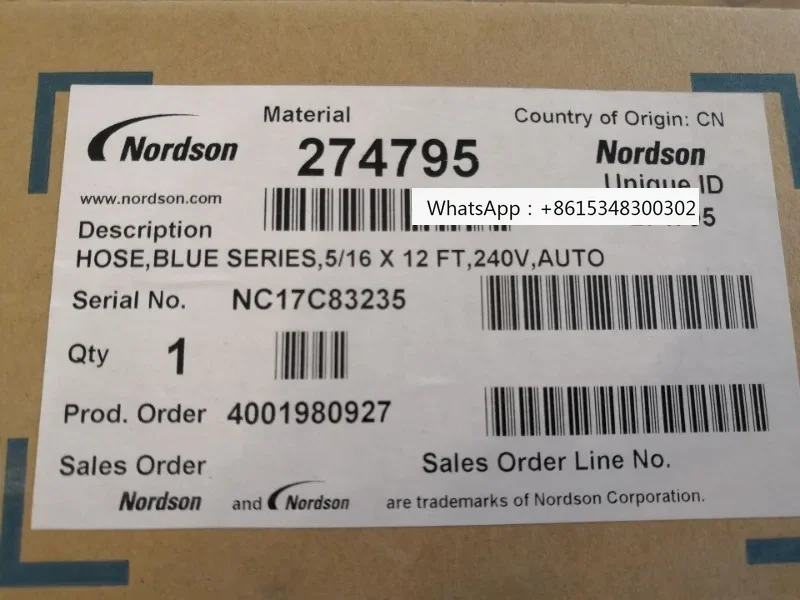 Nordson
Material
274795
Country of Origin: CN
Nordson
Unique ID
www.nordson.com
WhatsApp：+8615348300302
Description
HOSE,BLUE SERIES,5/16 X 12 FT,240V,AUTO
Serial No. NC17C83235
Qty 1
Prod. Order 4001980927
Sales Order
Sales Order Line No.
Nordson and Nordson are trademarks of Nordson Corporation.